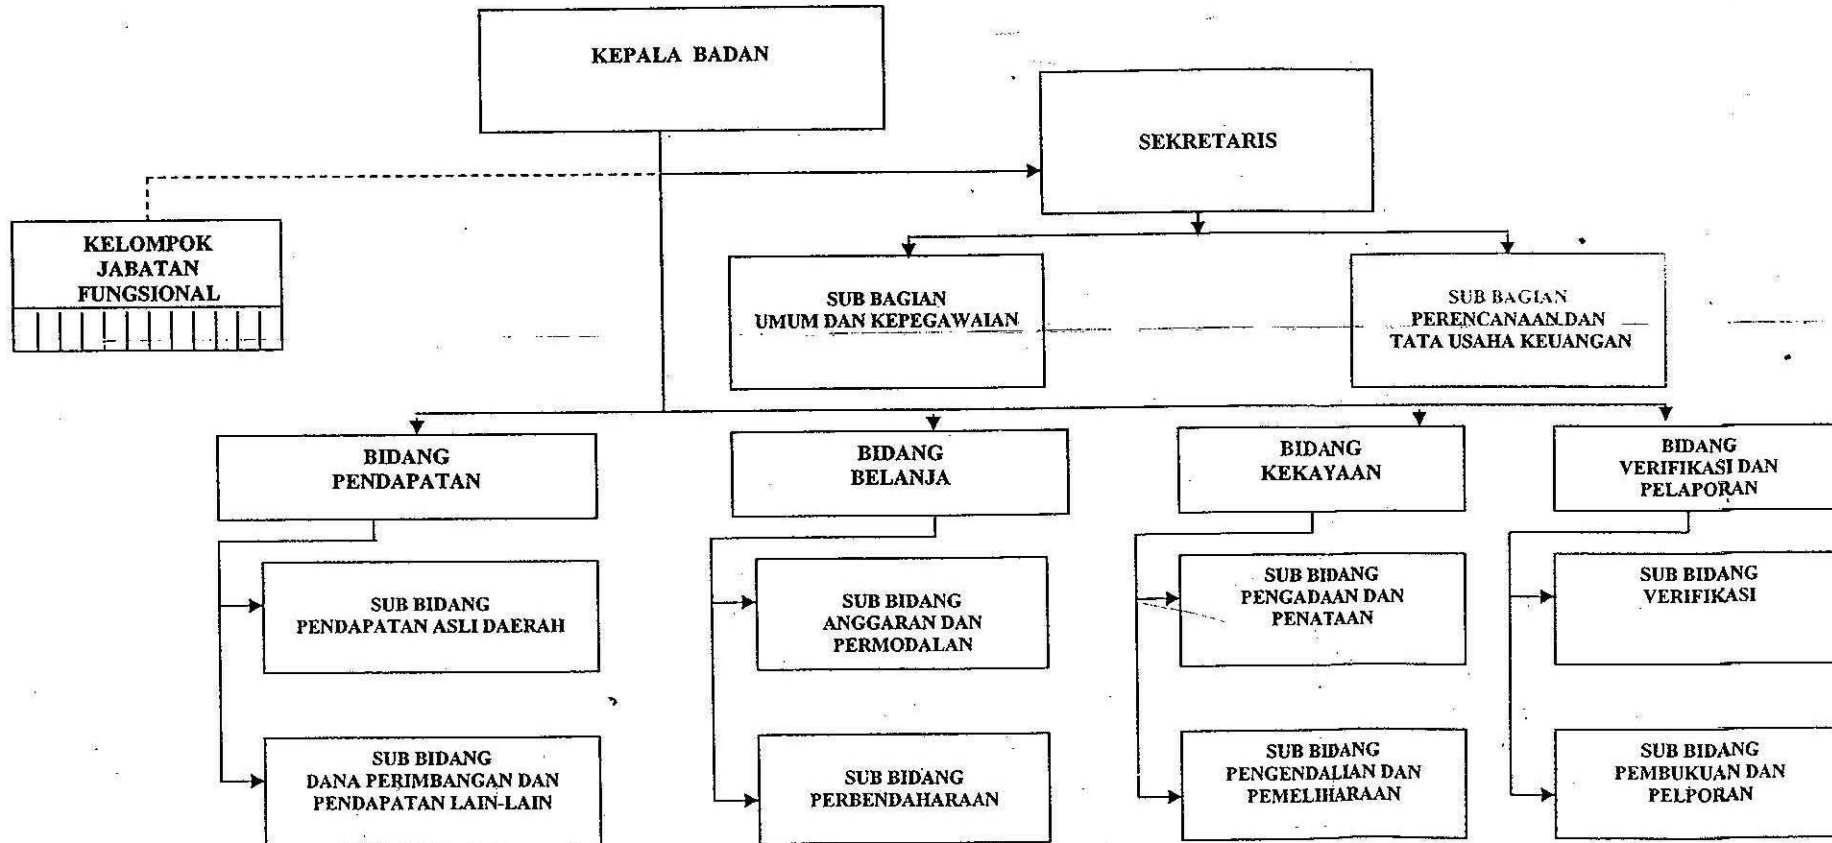 KEPALA BADAN
SEKRETARIS
KELOMPOK
JABATAN
FUNGSIONAL
SUB BAGIAN
UMUM DAN KEPEGAWAIAN
SUB BAGIAN
PERENCANAAN DAN
TATA USAHA KEUANGAN
BIDANG
PENDAPATAN
BIDANG
BELANJA
BIDANG
KEKAYAAN
BIDANG
VERIFIKASI DAN
PELAPORAN
SUB BIDANG
PENDAPATAN ASLI DAERAH
SUB BIDANG
ANGGARAN DAN
PERMODALAN
SUB BIDANG
PENGADAAN DAN
PENATAAN
SUB BIDANG
VERIFIKASI
SUB BIDANG
DANA PERIMBANGAN DAN
PENDAPATAN LAIN-LAIN
SUB BIDANG
PERBENDAHARAAN
SUB BIDANG
PENGENDALIAN DAN
PEMELIHARAAN
SUB BIDANG
PEMBUKUAN DAN
PELPORAN